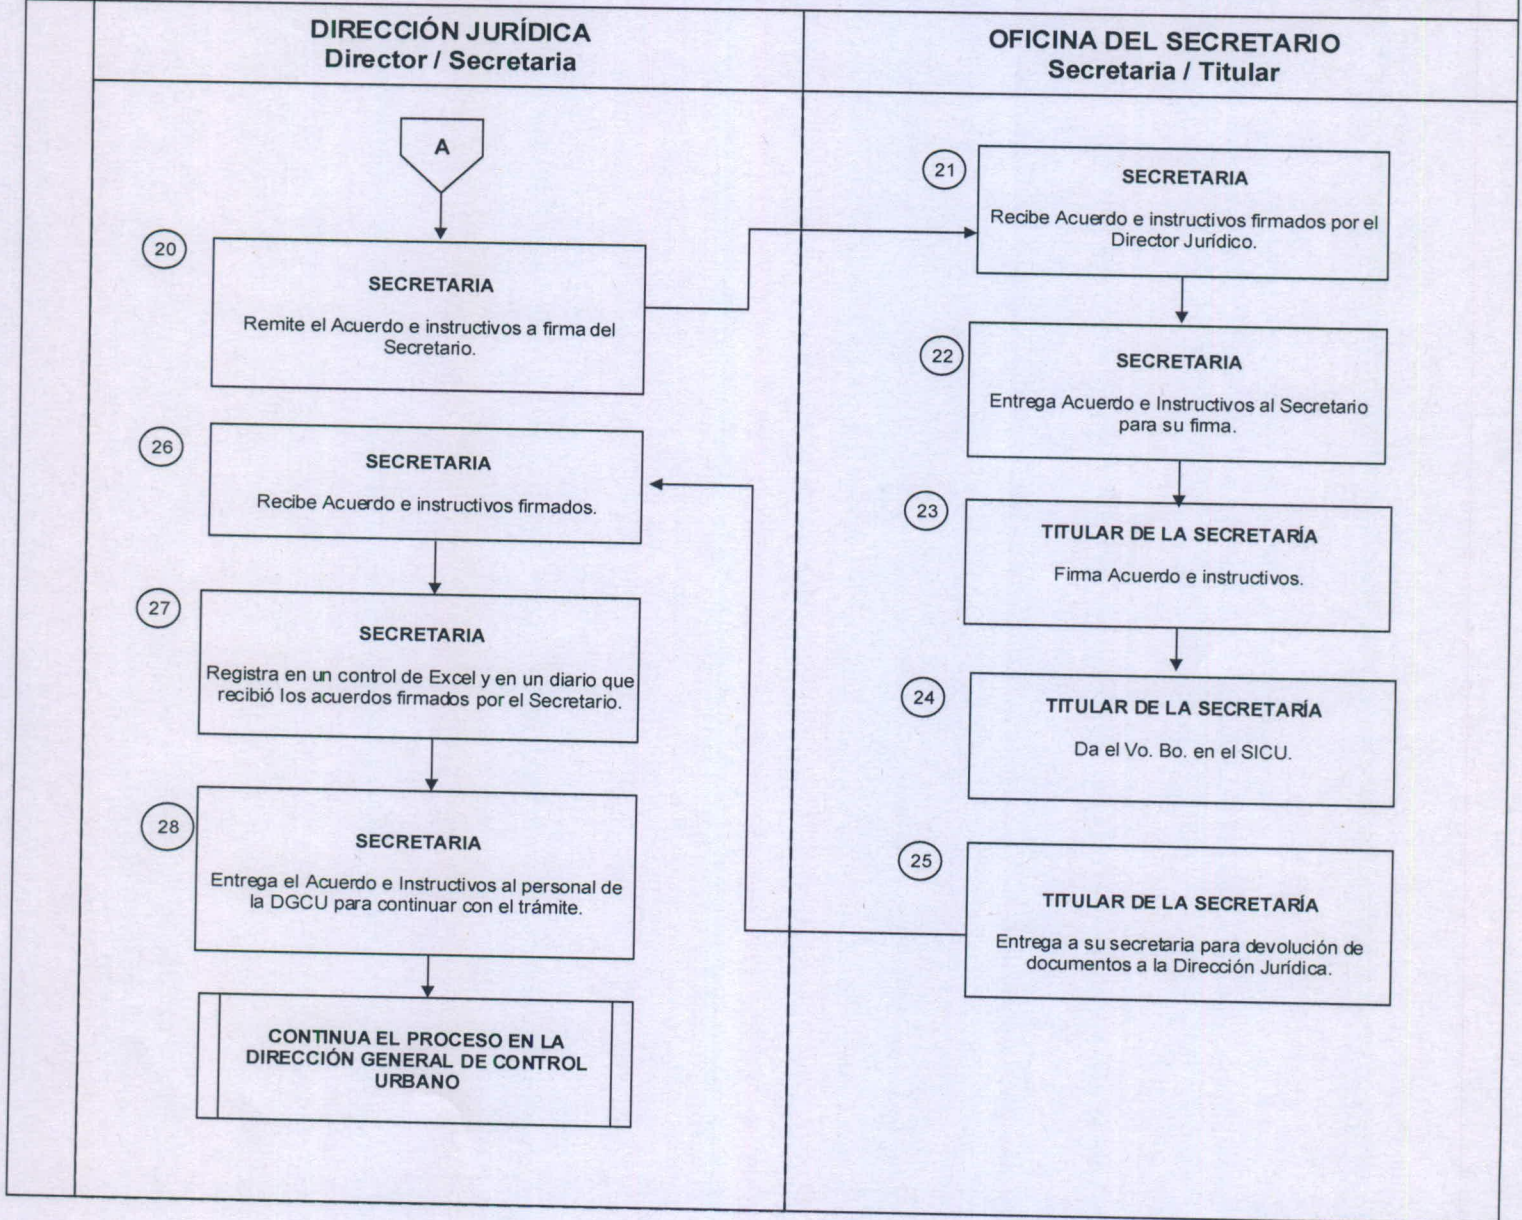 DIRECCIÓN JURÍDICA
Director / Secretaria
OFICINA DEL SECRETARIO
Secretaria / Titular
A
20
SECRETARIA
Remite el Acuerdo e instructivos a firma del
Secretario.
21
SECRETARIA
Recibe Acuerdo e instructivos firmados por el
Director Jurídico.
22
SECRETARIA
Entrega Acuerdo e Instructivos al Secretario
para su firma.
23
TITULAR DE LA SECRETARÍA
Firma Acuerdo e instructivos.
24
TITULAR DE LA SECRETARÍA
Da el Vo. Bo. en el SICU.
25
TITULAR DE LA SECRETARÍA
Entrega a su secretaria para devolución de
documentos a la Dirección Jurídica.
26
SECRETARIA
Recibe Acuerdo e instructivos firmados.
27
SECRETARIA
Registra en un control de Excel y en un diario que
recibió los acuerdos firmados por el Secretario.
28
SECRETARIA
Entrega el Acuerdo e Instructivos al personal de
la DGCU para continuar con el trámite.
CONTINUA EL PROCESO EN LA
DIRECCIÓN GENERAL DE CONTROL
URBANO